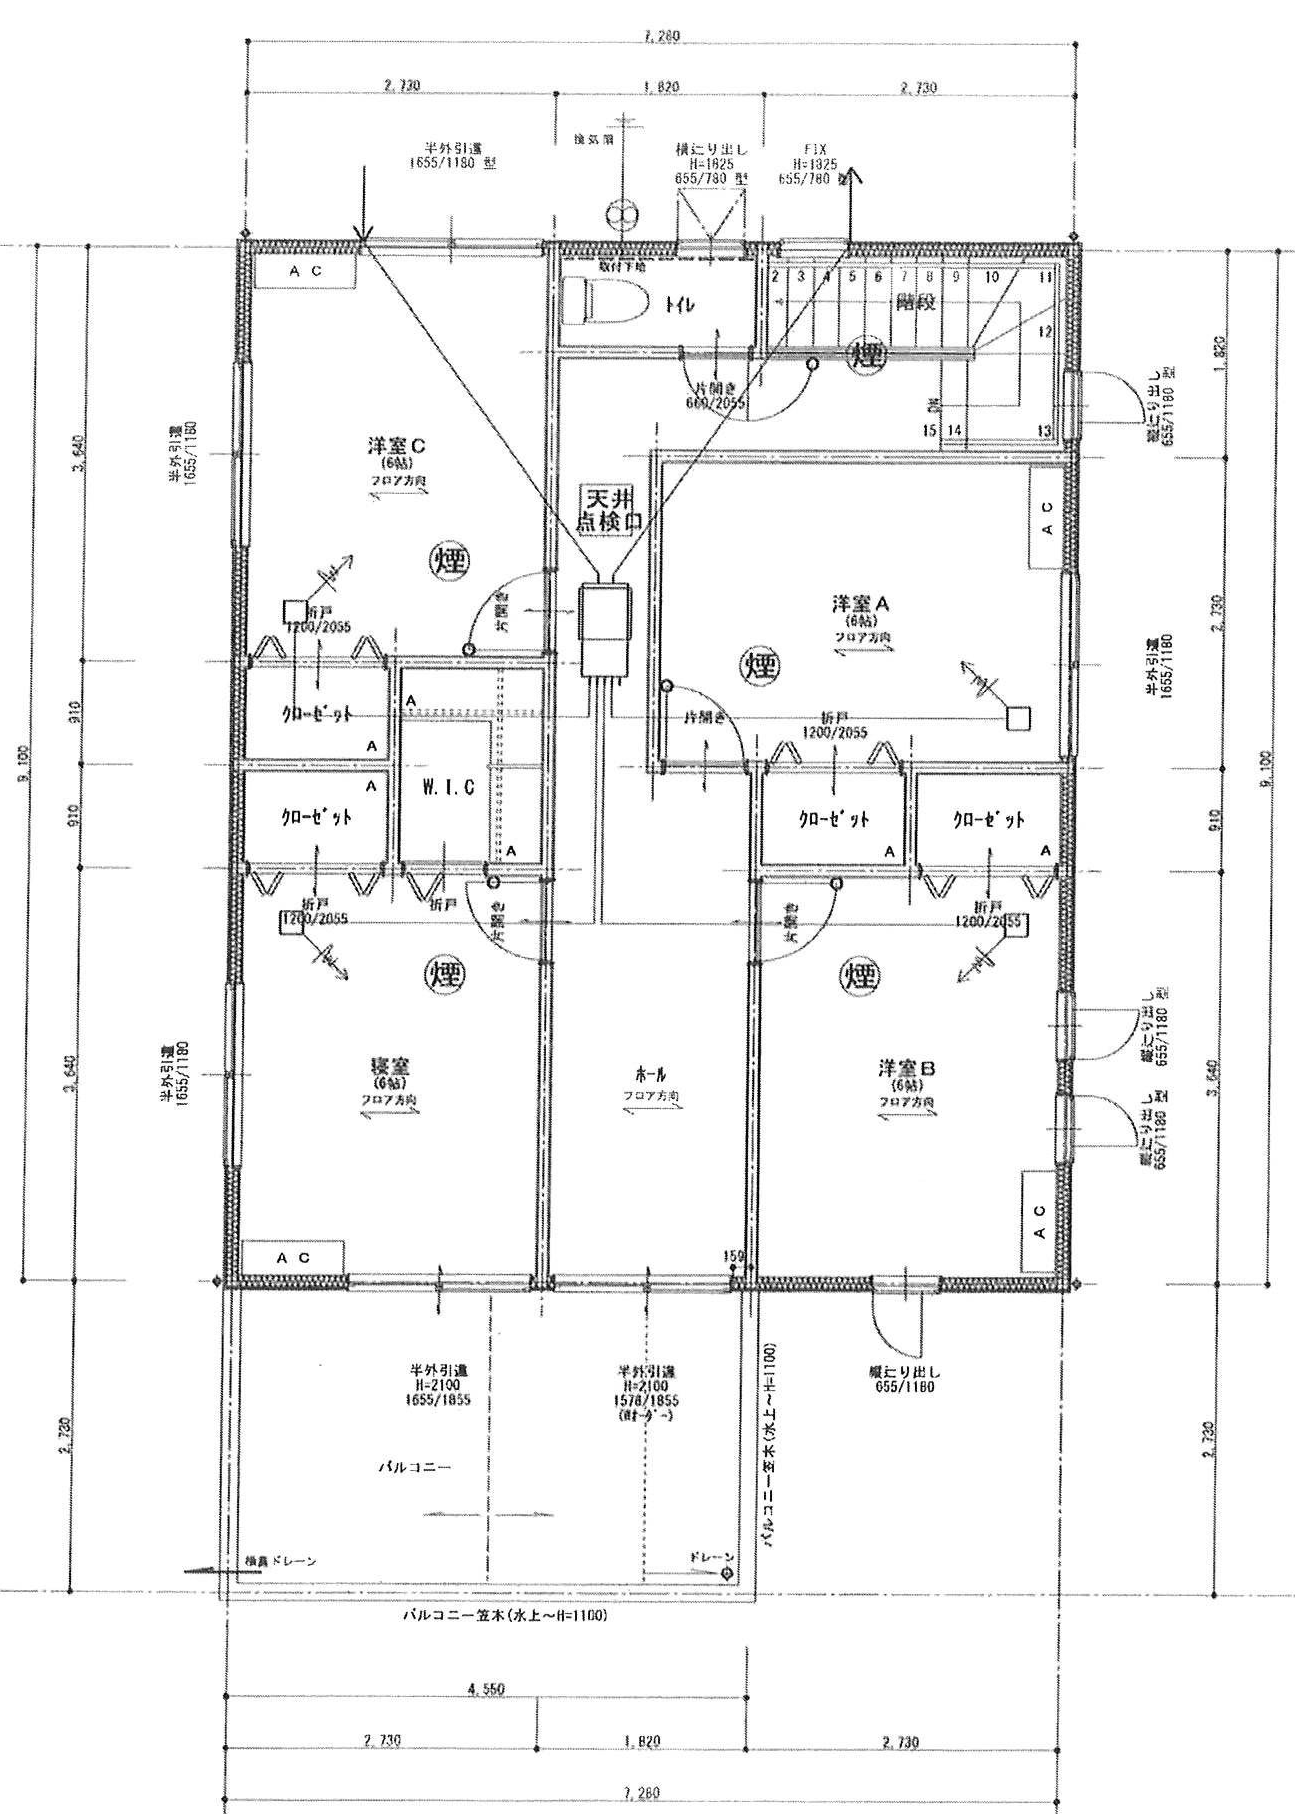 7,280
2,730
1,820
2,730
半外引違
1655/1180 型
換気扇
横辷り出し
H=1825
655/780 型
FIX
H=1825
655/780 型
A C
取付下地
トイレ
2 3 4 5 6 7 8 9 10 11
階段
12
煙
片開き
660/2055
DN
15 14 13
縦辷り出し
655/1180 型
1,820
3,640
半外引違
1655/1180
洋室C
(6帖)
フロア方向
天井
点検口
A C
煙
片開き
洋室A
(6帖)
フロア方向
2,730
半外引違
1655/1180
折戸
1200/2055
煙
910
クローゼット
A
A
片開き
折戸
1200/2055
9,100
9,100
910
クローゼット
A
W.I.C
A
クローゼット
A
クローゼット
A
910
折戸
1200/2055
折戸
片開き
片開き
折戸
1200/2055
煙
煙
縦辷り出し
655/1180 型
3,640
半外引違
1655/1180
寝室
(6帖)
フロア方向
ホール
フロア方向
洋室B
(6帖)
フロア方向
3,640
縦辷り出し
655/1180 型
A C
A C
159
半外引違
H=2100
1655/1855
半外引違
H=2100
1578/1855
縦辷り出し
655/1180
バルコニー笠木(水上～H=1100)
2,730
2,730
バルコニー
横引ドレーン
ドレーン
バルコニー笠木(水上～H=1100)
4,550
2,730
1,820
2,730
7,280